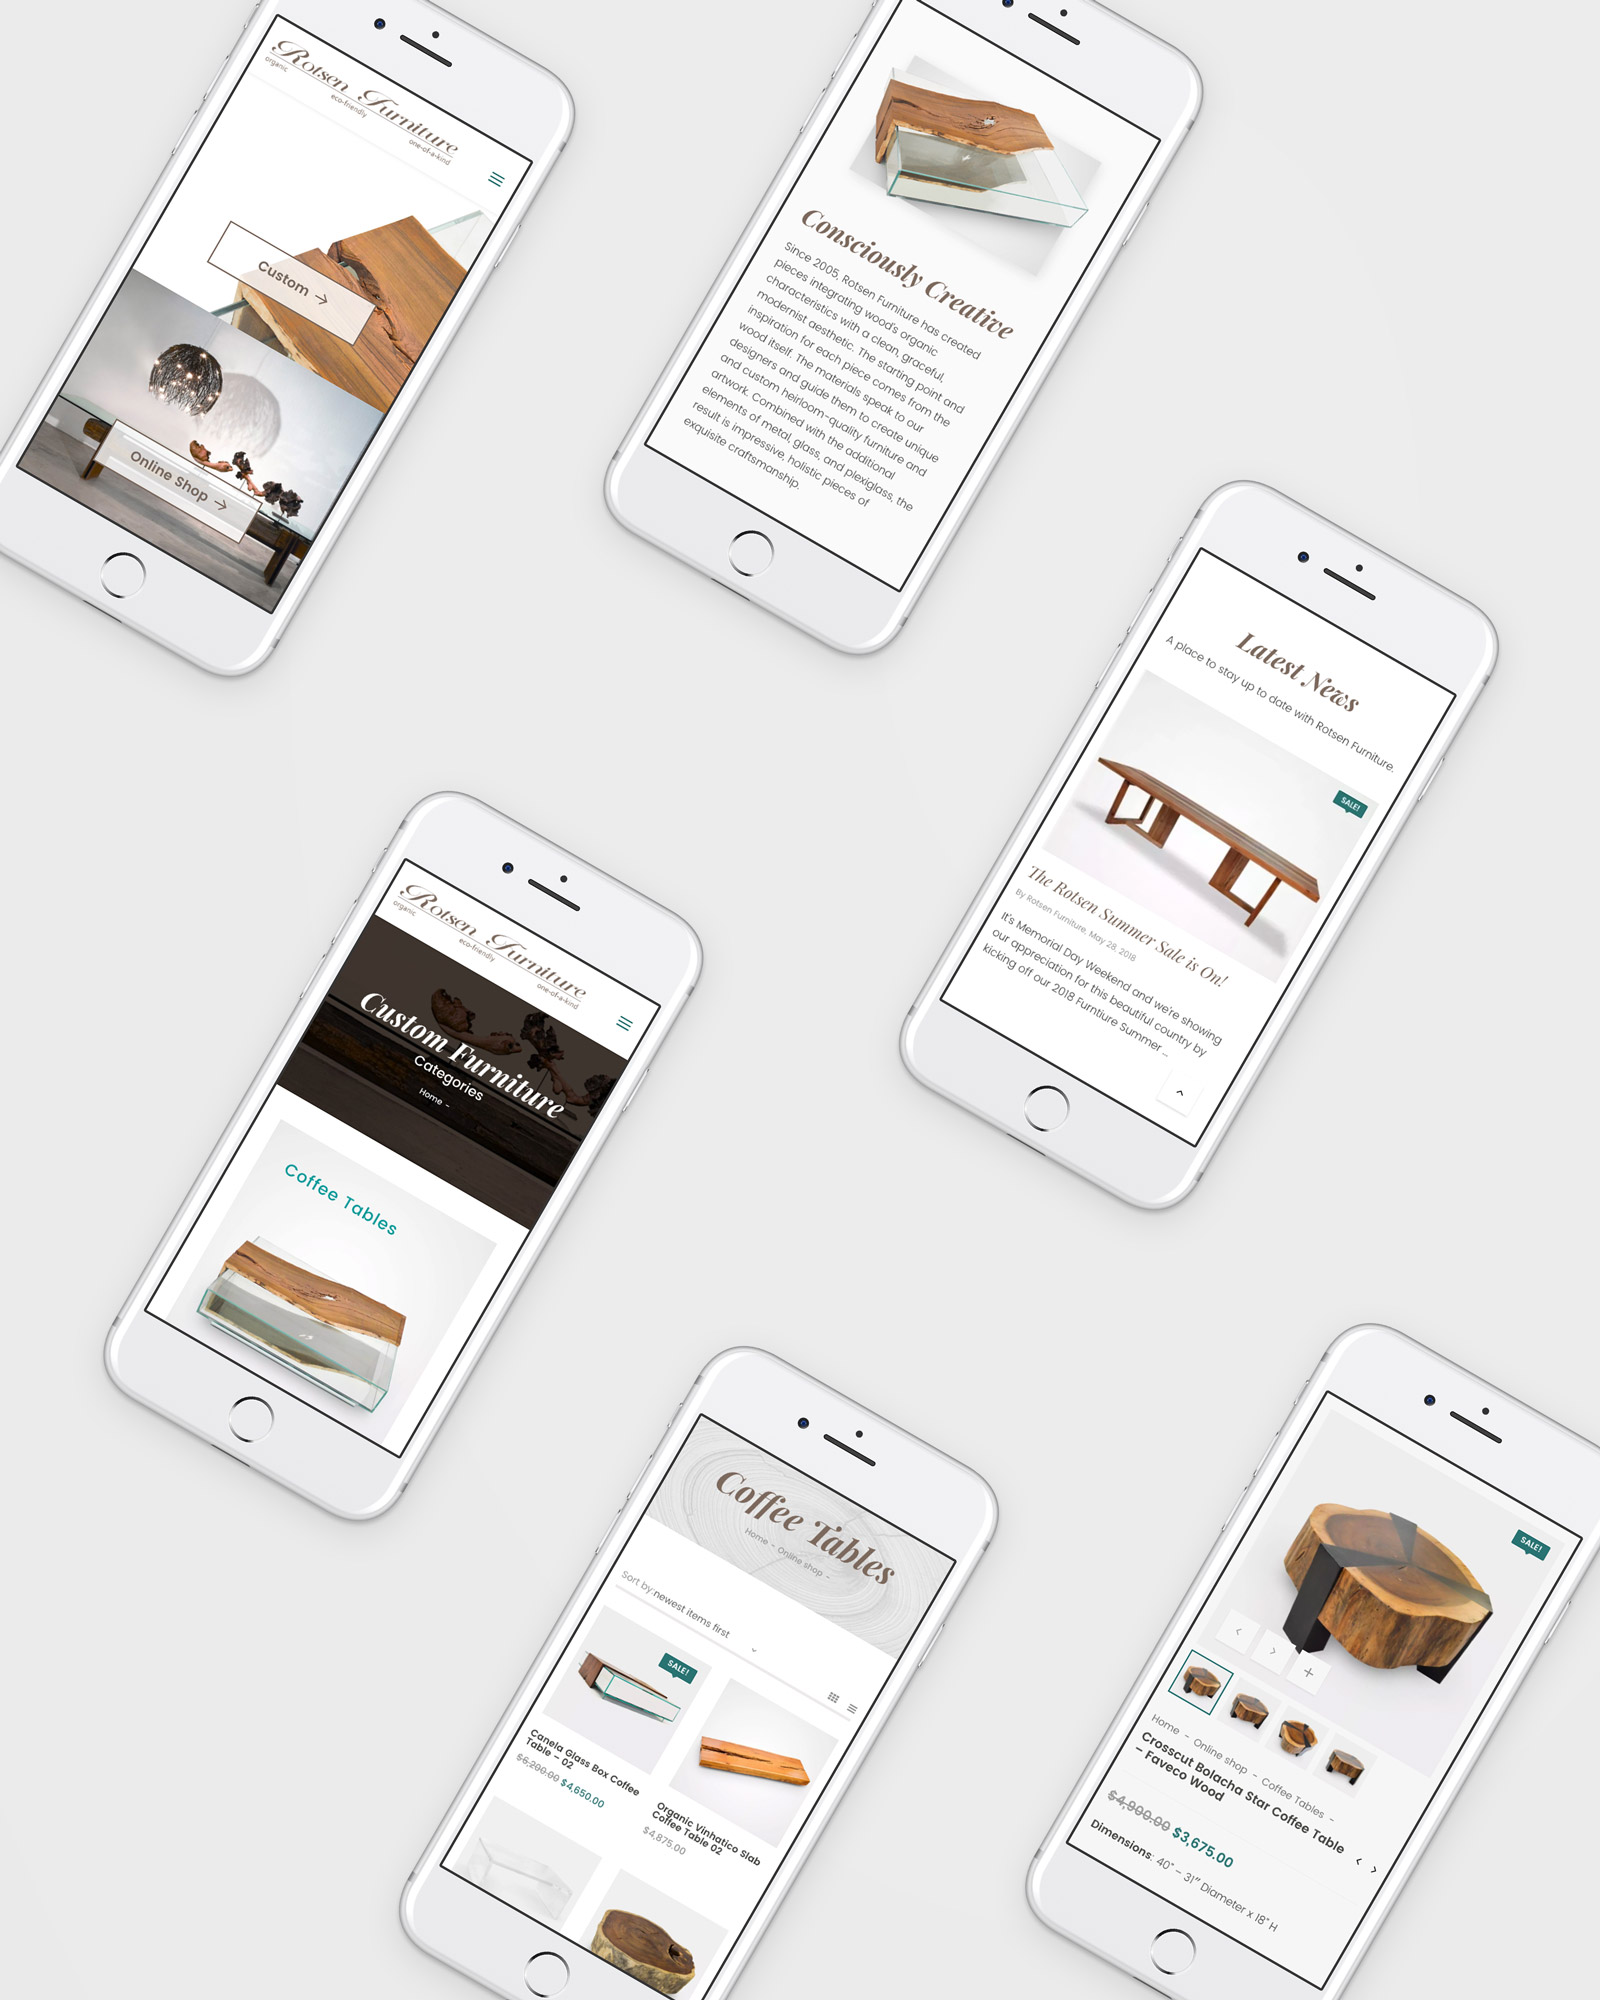 Rotsen Furniture
organic
eco-friendly
one-of-a-kind
Custom →
Online Shop →
Consciously Creative
Since 2005, Rotsen Furniture has created
pieces integrating wood's organic
characteristics with a clean, graceful,
modernist aesthetic. The starting point and
inspiration for each piece comes from the
wood itself. The materials speak to our
designers and guide them to create unique
and custom heirloom-quality furniture and
artwork. Combined with the additional
elements of metal, glass, and plexiglass, the
result is impressive, holistic pieces of
exquisite craftsmanship.
Latest News
A place to stay up to date with Rotsen Furniture.
SALE!
The Rotsen Summer Sale is On!
By Rotsen Furniture, May 28, 2018
It's Memorial Day Weekend and we're showing
our appreciation for this beautiful country by
kicking off our 2018 Furntiure Summer ...
Rotsen Furniture
organic
eco-friendly
one-of-a-kind
Custom Furniture
Categories
Home -
Coffee Tables
Coffee Tables
Home - Online shop -
Sort by:newest items first
SALE!
Canela Glass Box Coffee
Table - 02
$6,200.00 $4,650.00
Organic Vinhatico Slab
Coffee Table 02
$4,875.00
SALE!
Home - Online shop - Coffee Tables -
Crosscut Bolacha Star Coffee Table
- Faveco Wood
$4,900.00 $3,675.00
Dimensions: 40" - 31" Diameter x 18" H